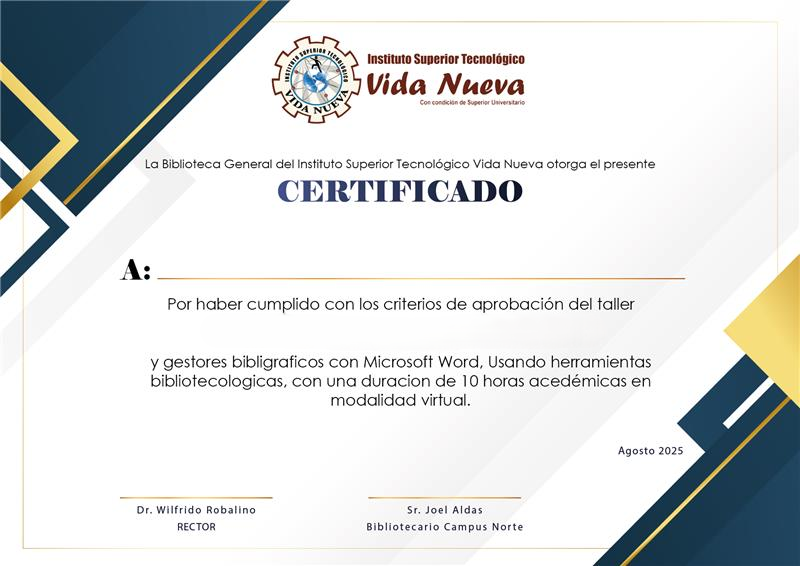 INSTITUTO SUPERIOR TECNOLÓGICO
VIDA NUEVA
Instituto Superior Tecnológico
Vida Nueva
Con condición de Superior Universitario
La Biblioteca General del Instituto Superior Tecnológico Vida Nueva otorga el presente
CERTIFICADO
A:
Por haber cumplido con los criterios de aprobación del taller
y gestores bibligraficos con Microsoft Word, Usando herramientas
bibliotecologicas, con una duracion de 10 horas acedémicas en
modalidad virtual.
Agosto 2025
Dr. Wilfrido Robalino
RECTOR
Sr. Joel Aldas
Bibliotecario Campus Norte